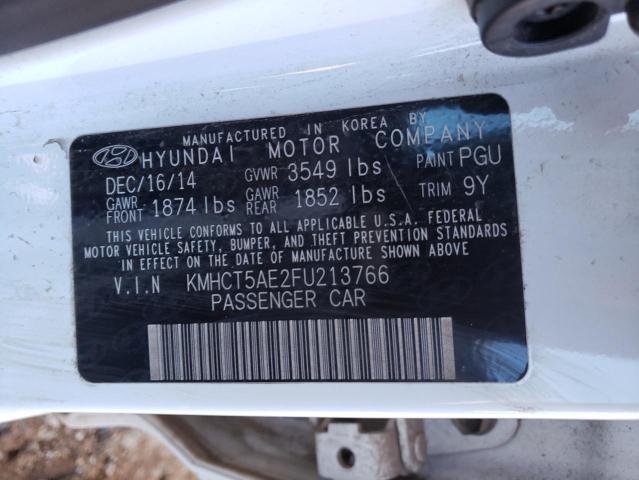 MANUFACTURED IN KOREA BY
HYUNDAI MOTOR COMPANY
DEC/16/14 GVWR 3549 lbs PAINT PGU
GAWR FRONT 1874 lbs GAWR REAR 1852 lbs TRIM 9Y
THIS VEHICLE CONFORMS TO ALL APPLICABLE U.S.A. FEDERAL
MOTOR VEHICLE SAFETY, BUMPER, AND THEFT PREVENTION STANDARDS
IN EFFECT ON THE DATE OF MANUFACTURE SHOWN ABOVE
V.I.N KMHCT5AE2FU213766
PASSENGER CAR